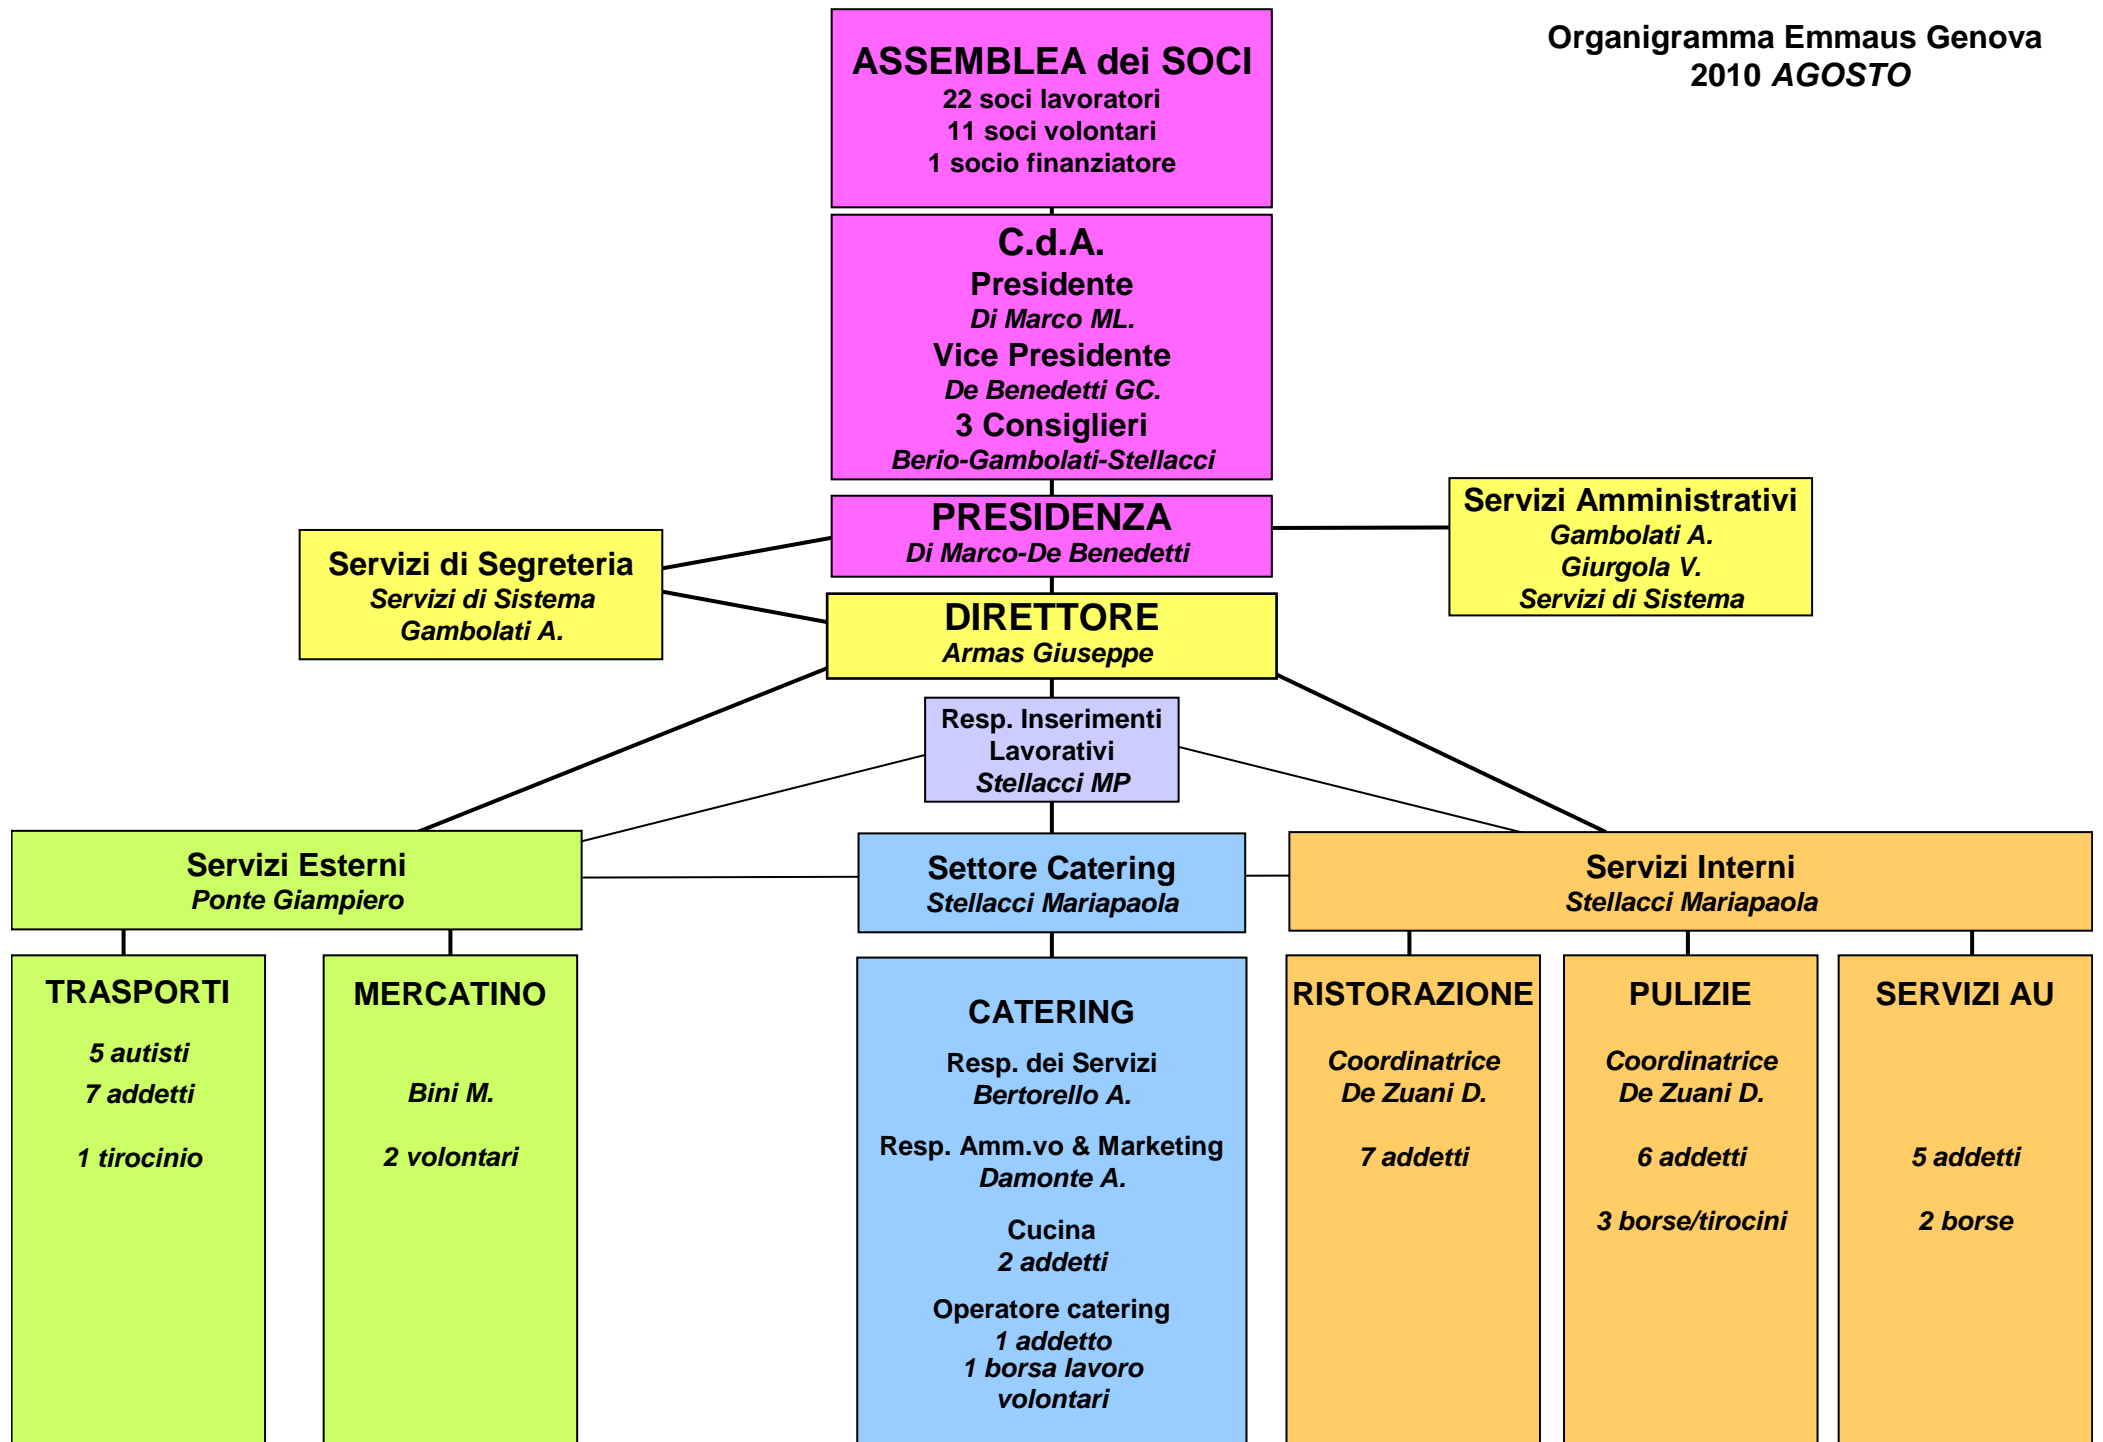 Organigramma Emmaus Genova
2010 AGOSTO
ASSEMBLEA dei SOCI
22 soci lavoratori
11 soci volontari
1 socio finanziatore
C.d.A.
Presidente
Di Marco ML.
Vice Presidente
De Benedetti GC.
3 Consiglieri
Berio-Gambolati-Stellacci
PRESIDENZA
Di Marco-De Benedetti
Servizi Amministrativi
Gambolati A.
Giurgola V.
Servizi di Sistema
Servizi di Segreteria
Servizi di Sistema
Gambolati A.
DIRETTORE
Armas Giuseppe
Resp. Inserimenti
Lavorativi
Stellacci MP
Servizi Esterni
Ponte Giampiero
Settore Catering
Stellacci Mariapaola
Servizi Interni
Stellacci Mariapaola
TRASPORTI
5 autisti
7 addetti
1 tirocinio
MERCATINO
Bini M.
2 volontari
CATERING
Resp. dei Servizi
Bertorello A.
Resp. Amm.vo & Marketing
Damonte A.
Cucina
2 addetti
Operatore catering
1 addetto
1 borsa lavoro
volontari
RISTORAZIONE
Coordinatrice
De Zuani D.
7 addetti
PULIZIE
Coordinatrice
De Zuani D.
6 addetti
3 borse/tirocini
SERVIZI AU
5 addetti
2 borse